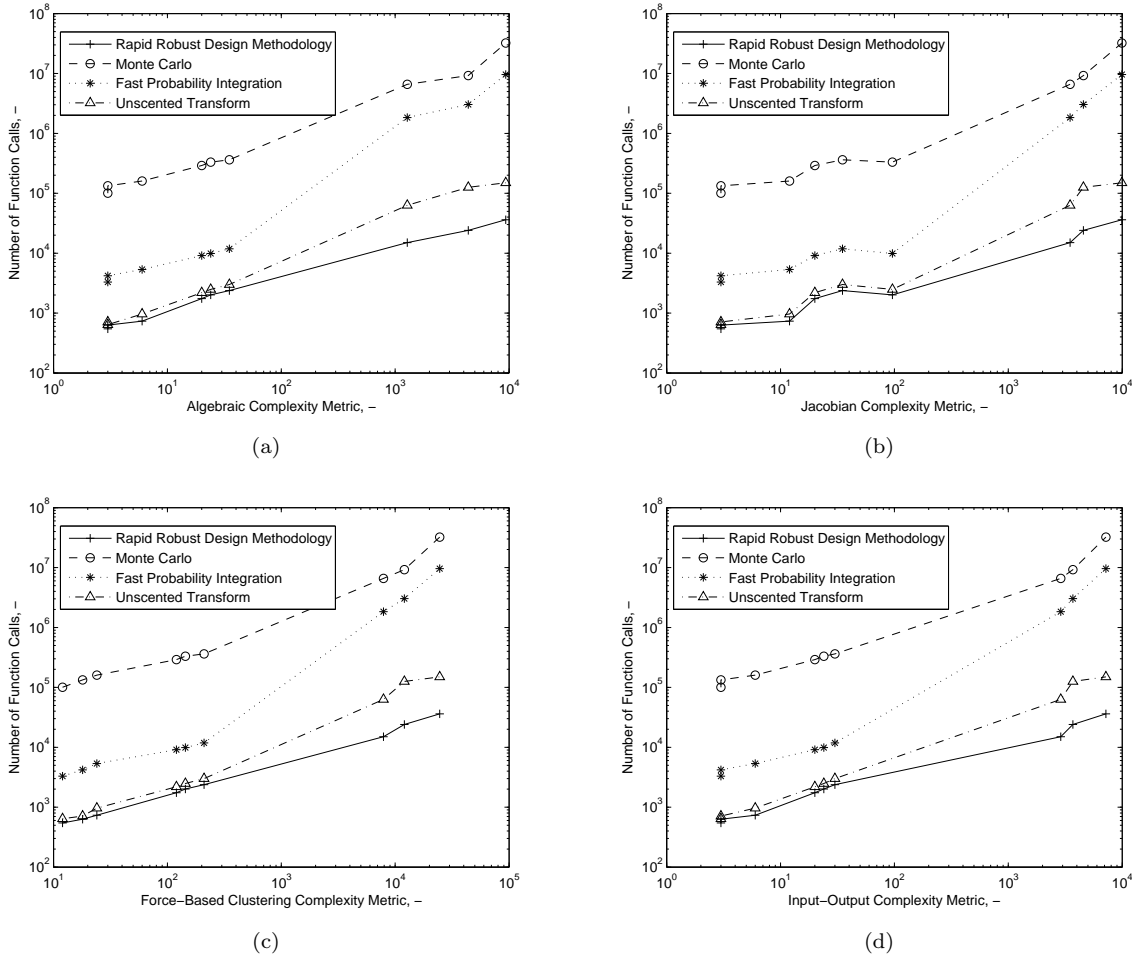 10^8
10^7
10^6
10^5
10^4
10^3
10^2
Number of Function Calls, −
Rapid Robust Design Methodology
Monte Carlo
Fast Probability Integration
Unscented Transform
10^0 10^1 10^2 10^3 10^4
Algebraic Complexity Metric, −
(a)
10^8
10^7
10^6
10^5
10^4
10^3
10^2
Number of Function Calls, −
Rapid Robust Design Methodology
Monte Carlo
Fast Probability Integration
Unscented Transform
10^0 10^1 10^2 10^3 10^4
Jacobian Complexity Metric, −
(b)
10^8
10^7
10^6
10^5
10^4
10^3
10^2
Number of Function Calls, −
Rapid Robust Design Methodology
Monte Carlo
Fast Probability Integration
Unscented Transform
10^1 10^2 10^3 10^4 10^5
Force−Based Clustering Complexity Metric, −
(c)
10^8
10^7
10^6
10^5
10^4
10^3
10^2
Number of Function Calls, −
Rapid Robust Design Methodology
Monte Carlo
Fast Probability Integration
Unscented Transform
10^0 10^1 10^2 10^3 10^4
Input−Output Complexity Metric, −
(d)